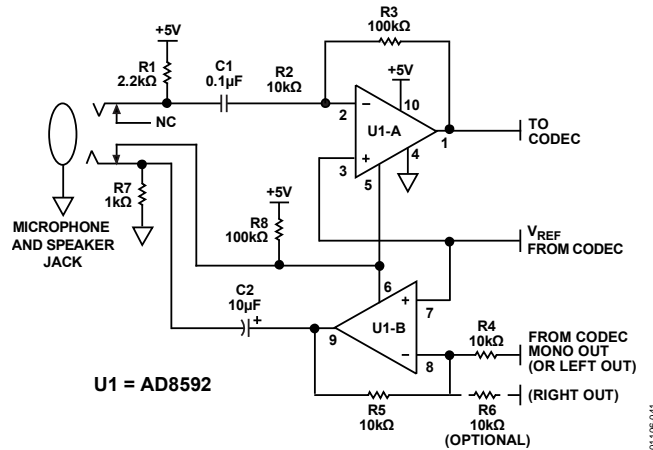 +5V
R1
2.2kΩ
C1
0.1µF
R2
10kΩ
R3
100kΩ
+5V
10
−
2
U1-A
1
TO
CODEC
NC
+
3
4
5
R7
1kΩ
MICROPHONE
AND SPEAKER
JACK
+5V
R8
100kΩ
VREF
FROM CODEC
C2
10µF
+
6
+
7
U1-B
9
−
8
R4
10kΩ
FROM CODEC
MONO OUT
(OR LEFT OUT)
U1 = AD8592
R5
10kΩ
R6
10kΩ
(OPTIONAL)
(RIGHT OUT)
01106-041